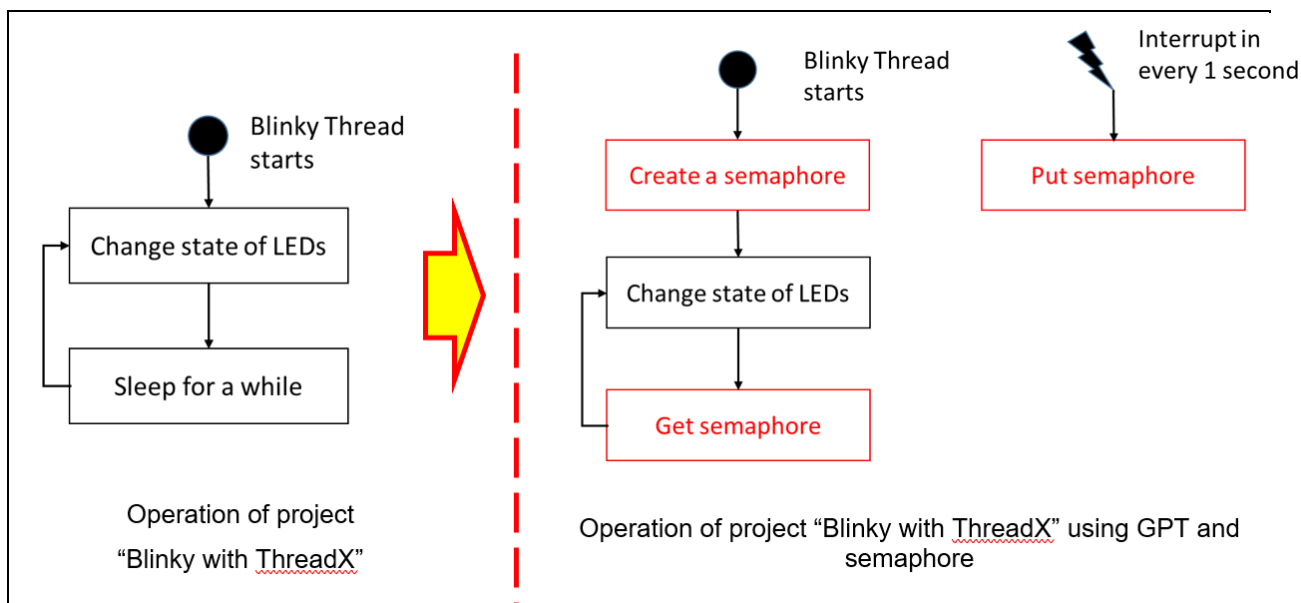 Blinky Thread
starts
Change state of LEDs
Sleep for a while
Operation of project
“Blinky with ThreadX”
Blinky Thread
starts
Create a semaphore
Change state of LEDs
Get semaphore
Interrupt in
every 1 second
Put semaphore
Operation of project “Blinky with ThreadX” using GPT and
semaphore